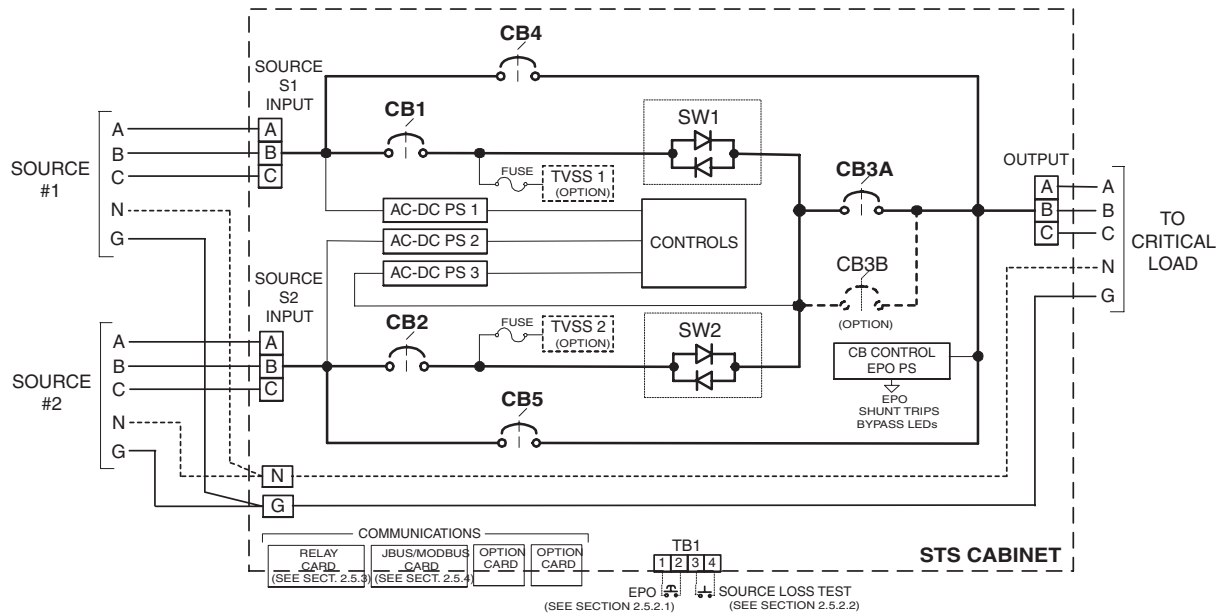 CB4
SOURCE
S1
INPUT
CB1
SW1
A
B
C
N
G
SOURCE
#1
A
B
C
FUSE
TVSS 1
(OPTION)
CB3A
OUTPUT
A
B
C
A
B
C
N
G
TO
CRITICAL
LOAD
AC-DC PS 1
AC-DC PS 2
AC-DC PS 3
CONTROLS
CB3B
(OPTION)
SOURCE
S2
INPUT
CB2
FUSE
TVSS 2
(OPTION)
SW2
A
B
C
N
G
SOURCE
#2
A
B
C
CB CONTROL
EPO PS
EPO
SHUNT TRIPS
BYPASS LEDs
CB5
N
G
COMMUNICATIONS
RELAY
CARD
(SEE SECT. 2.5.3)
JBUS/MODBUS
CARD
(SEE SECT. 2.5.4)
OPTION
CARD
OPTION
CARD
TB1
1 2 3 4
EPO
(SEE SECTION 2.5.2.1)
SOURCE LOSS TEST
(SEE SECTION 2.5.2.2)
STS CABINET